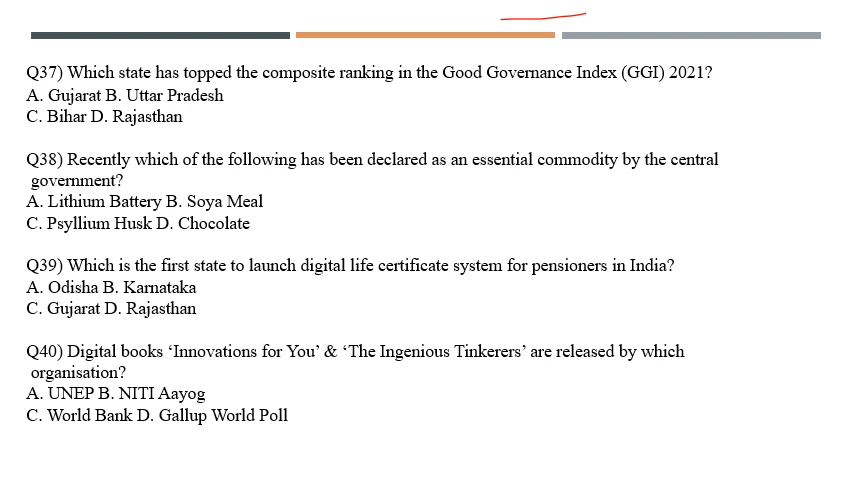 Q37) Which state has topped the composite ranking in the Good Governance Index (GGI) 2021?
A. Gujarat B. Uttar Pradesh
C. Bihar D. Rajasthan
Q38) Recently which of the following has been declared as an essential commodity by the central
government?
A. Lithium Battery B. Soya Meal
C. Psyllium Husk D. Chocolate
Q39) Which is the first state to launch digital life certificate system for pensioners in India?
A. Odisha B. Karnataka
C. Gujarat D. Rajasthan
Q40) Digital books ‘Innovations for You’ & ‘The Ingenious Tinkerers’ are released by which
organisation?
A. UNEP B. NITI Aayog
C. World Bank D. Gallup World Poll